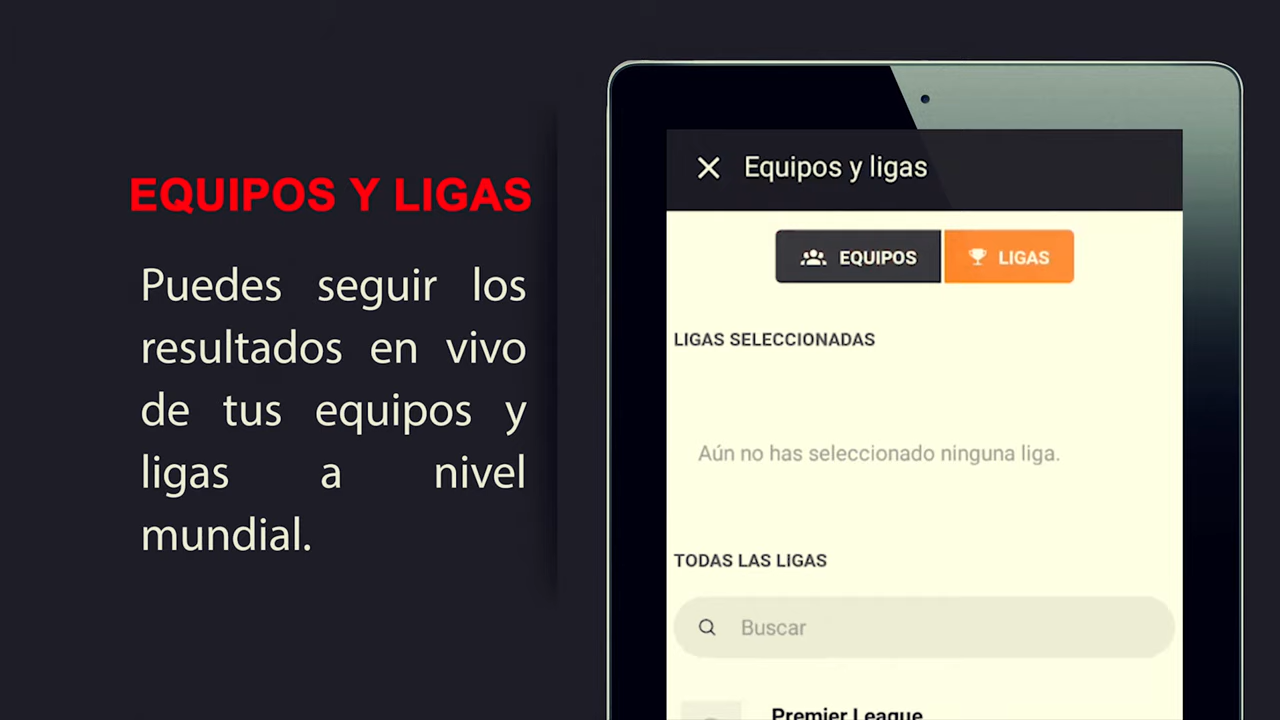 EQUIPOS Y LIGAS
Puedes seguir los
resultados en vivo
de tus equipos y
ligas a nivel
mundial.
Equipos y ligas
EQUIPOS LIGAS
LIGAS SELECCIONADAS
Aún no has seleccionado ninguna liga.
TODAS LAS LIGAS
Buscar
Premier League